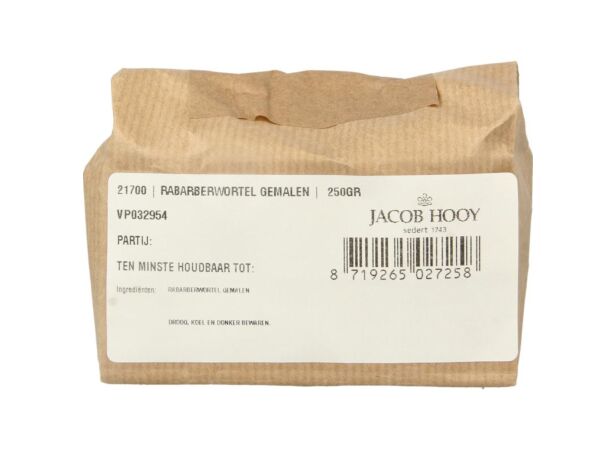 21700 | RABARBERWORTEL GEMALEN | 250GR
VP032954
PARTIJ:
TEN MINSTE HOUDBAAR TOT:
Ingrediënten: RABARBERWORTEL GEMALEN
DROOG, KOEL EN DONKER BEWAREN.
JACOB HOOY
sedert 1743
8 719265 027258